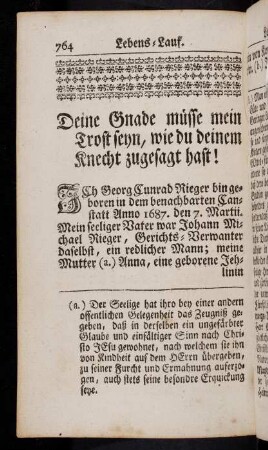 764 Lebens-Lauf.
Deine Gnade müsse mein
Trost seyn, wie du deinem
Knecht zugesagt hast!
ICh Georg Cunrad Rieger bin ge-
boren in dem benachbarten Can-
statt Anno 1687. den 7. Martii.
Mein seeliger Vater war Johann Mi-
chael Rieger, Gerichts-Verwanter
daselbst, ein redlicher Mann; meine
Mutter (a.) Anna, eine geborene Jeh-
linin
(a.) Der Seelige hat ihro bey einer andern
offentlichen Gelegenheit das Zeugniß ge-
geben, daß in derselben ein ungefärbter
Glaube und einfältiger Sinn nach Chri-
sto JEsu gewohnet, nach welchem sie ihn
von Kindheit auf dem HErrn übergeben,
zu seiner Furcht und Ermahnung auferzo-
gen, auch stets seine besondre Erquickung
seye.